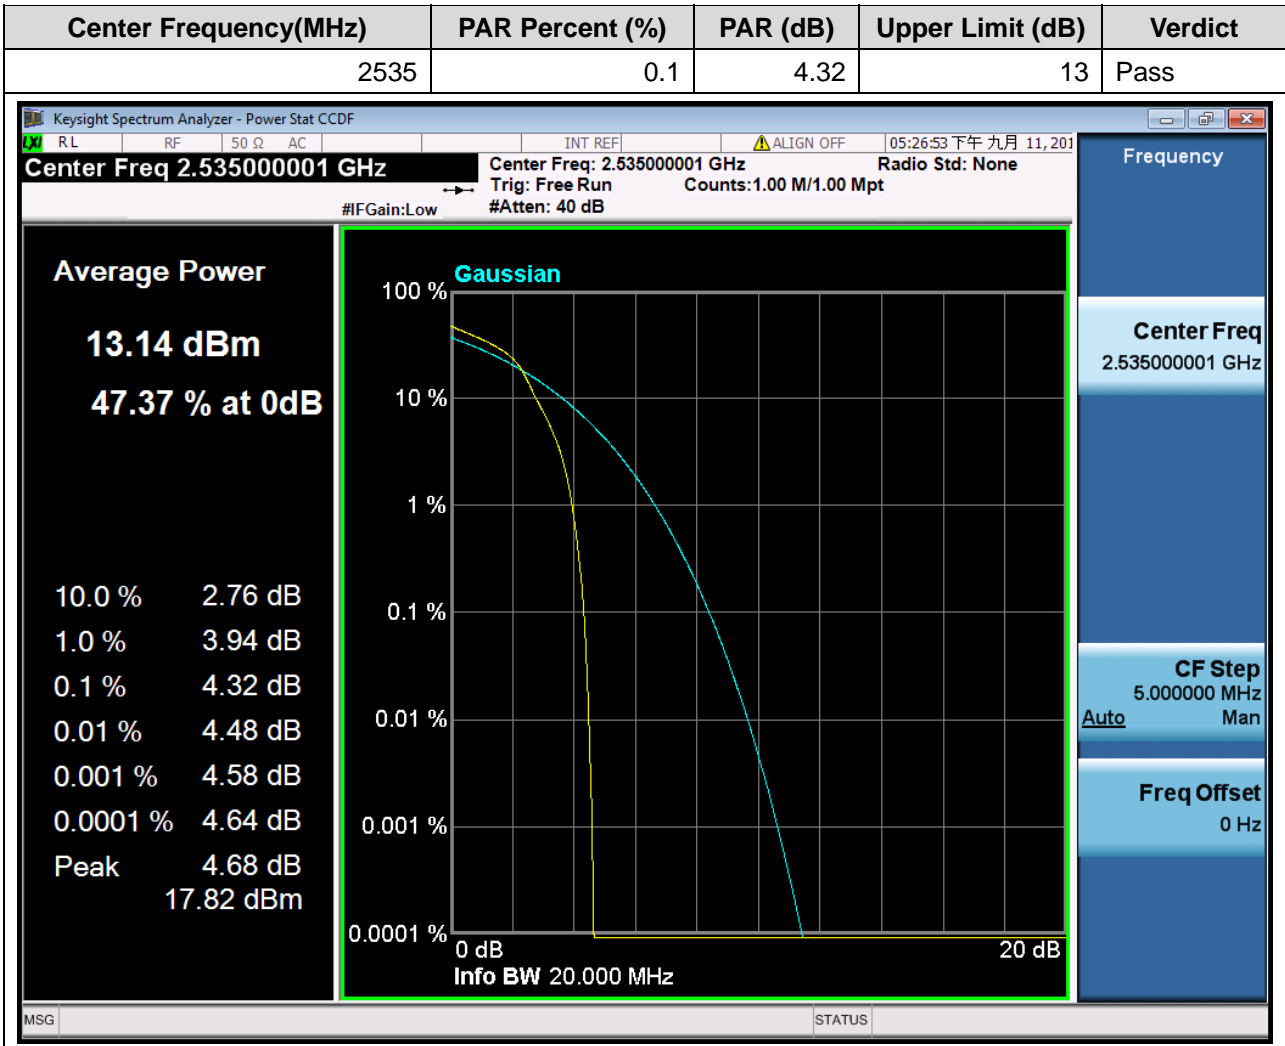 Center Frequency(MHz) PAR Percent (%) PAR (dB) Upper Limit (dB) Verdict
2535 0.1 4.32 13 Pass
Keysight Spectrum Analyzer - Power Stat CCDF
LXI RL RF 50 Ω AC INT REF ALIGN OFF 05:26:53 下午 九月 11, 201
Center Freq 2.535000001 GHz
Center Freq: 2.535000001 GHz Radio Std: None
Trig: Free Run Counts:1.00 M/1.00 Mpt
#IFGain:Low #Atten: 40 dB
Frequency
Average Power
13.14 dBm
47.37 % at 0dB
10.0 % 2.76 dB
1.0 % 3.94 dB
0.1 % 4.32 dB
0.01 % 4.48 dB
0.001 % 4.58 dB
0.0001 % 4.64 dB
Peak 4.68 dB
17.82 dBm
Gaussian
100 %
10 %
1 %
0.1 %
0.01 %
0.001 %
0.0001 %
0 dB 20 dB
Info BW 20.000 MHz
Center Freq
2.535000001 GHz
CF Step
5.000000 MHz
Auto Man
Freq Offset
0 Hz
MSG STATUS